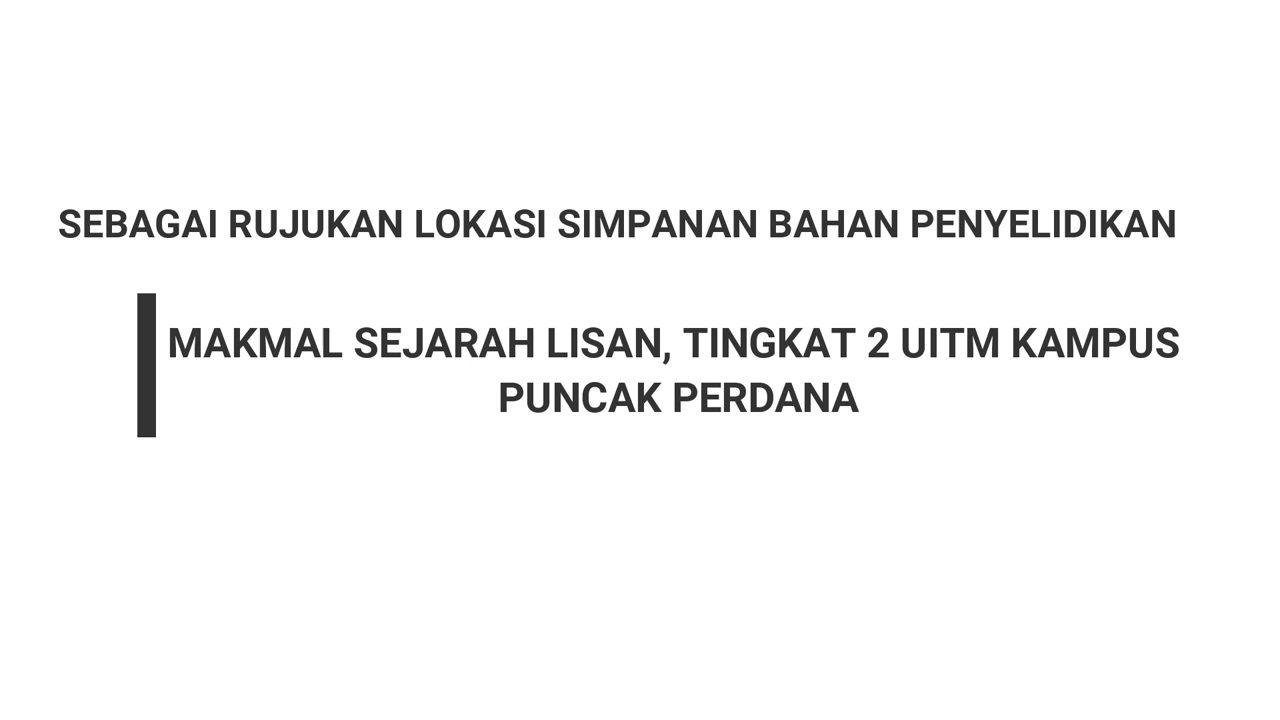 SEBAGAI RUJUKAN LOKASI SIMPANAN BAHAN PENYELIDIKAN
MAKMAL SEJARAH LISAN, TINGKAT 2 UITM KAMPUS
PUNCAK PERDANA